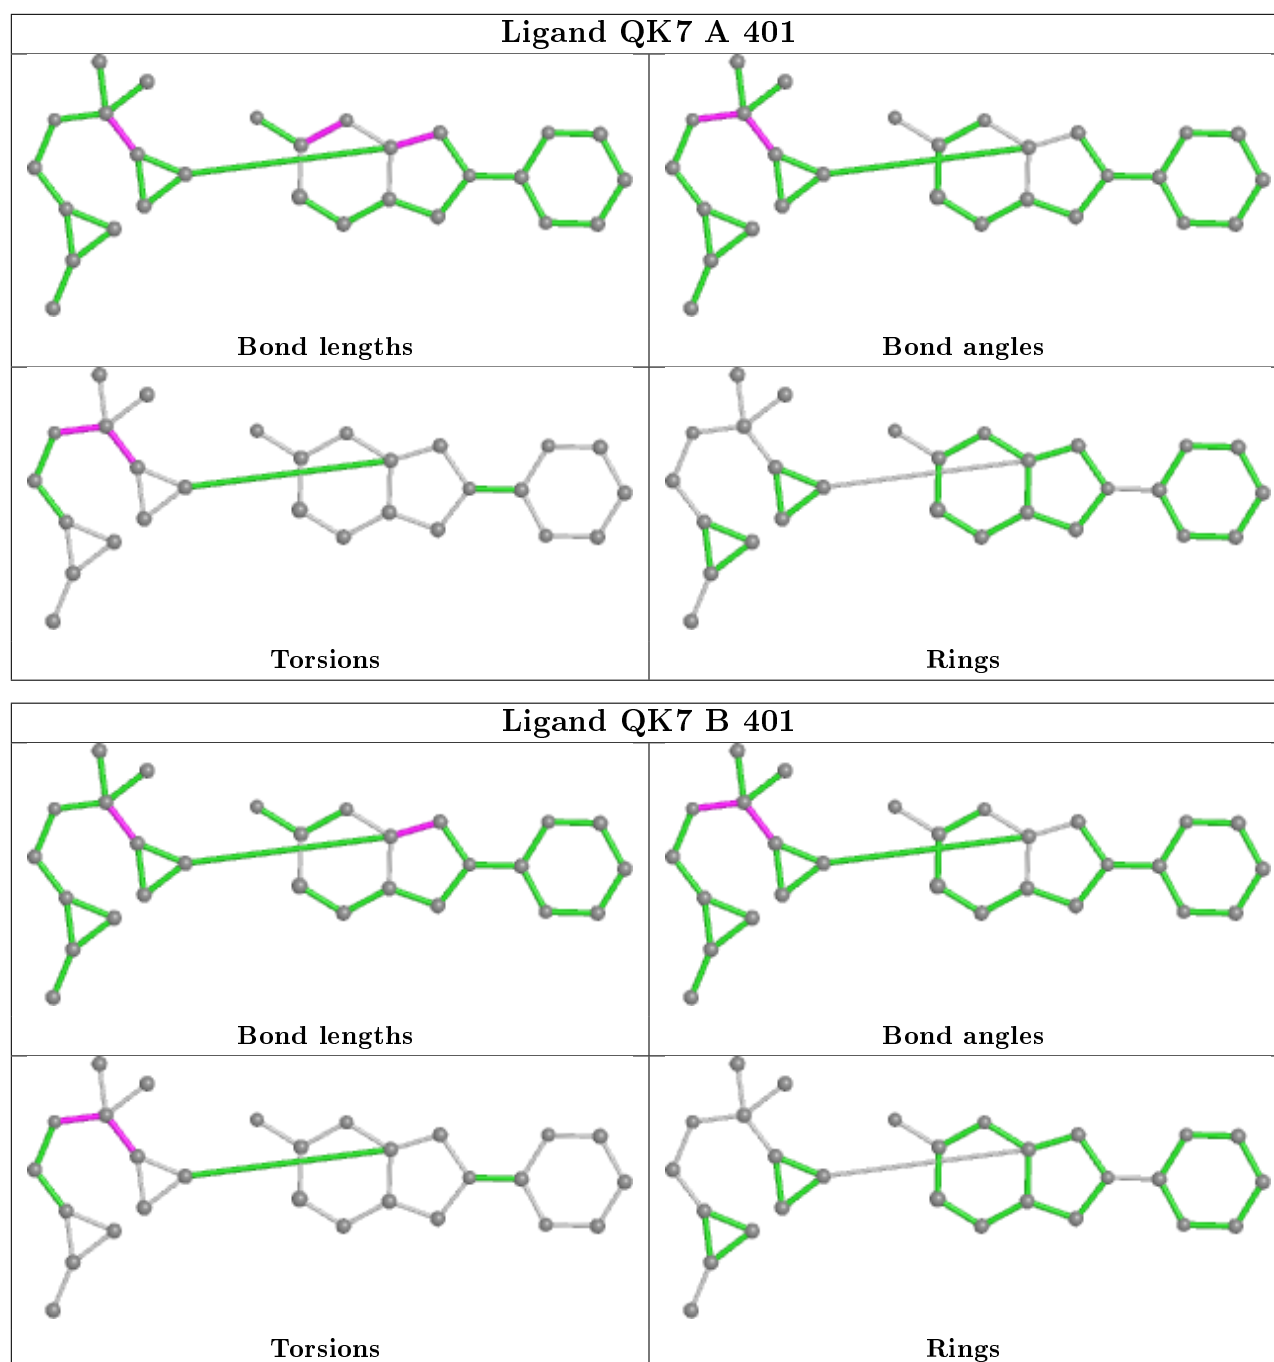 Ligand QK7 A 401
Bond lengths
Bond angles
Torsions
Rings
Ligand QK7 B 401
Bond lengths
Bond angles
Torsions
Rings